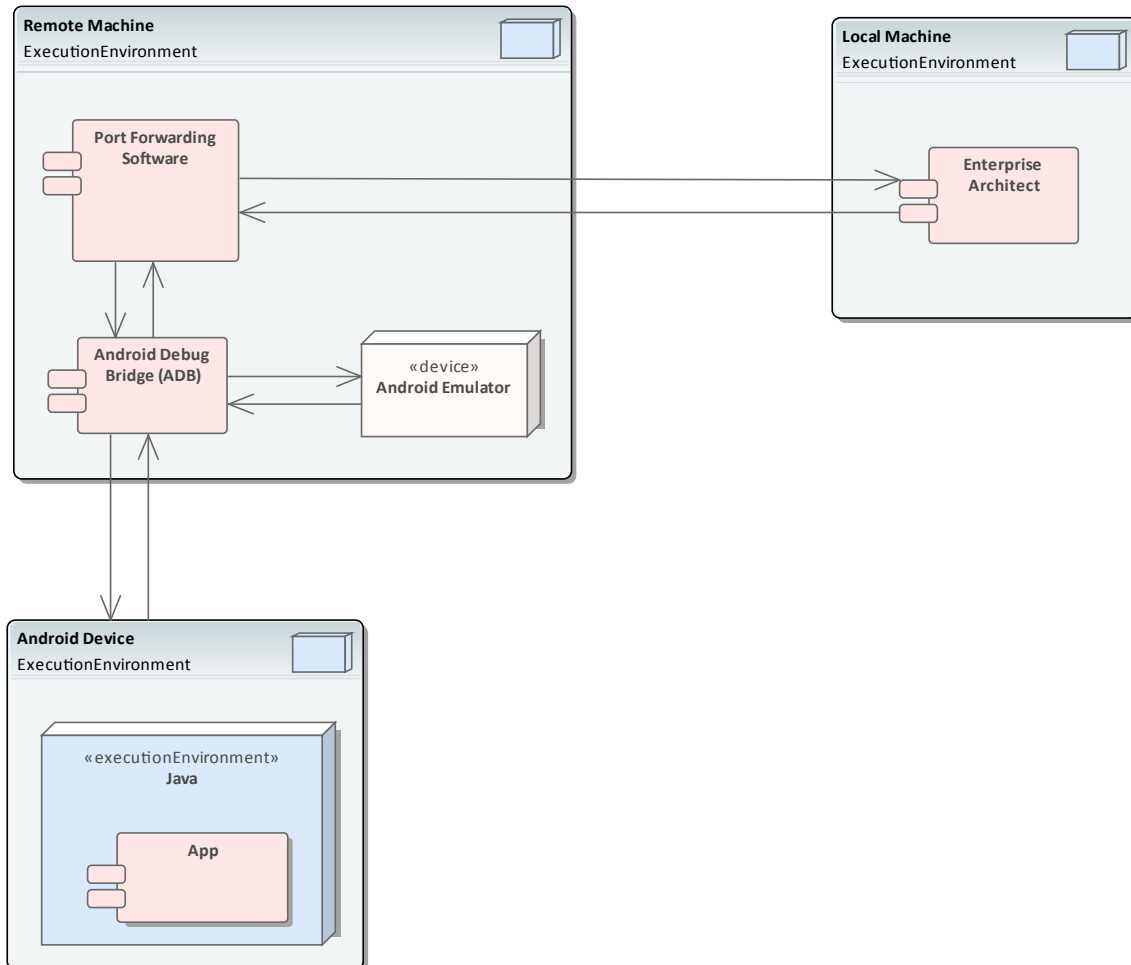 Remote Machine
ExecutionEnvironment
Port Forwarding
Software
Android Debug
Bridge (ADB)
«device»
Android Emulator
Local Machine
ExecutionEnvironment
Enterprise
Architect
Android Device
ExecutionEnvironment
«executionEnvironment»
Java
App